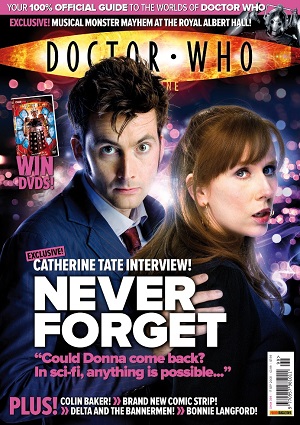 YOUR 100% OFFICIAL GUIDE TO THE WORLDS OF DOCTOR WHO
EXCLUSIVE! MUSICAL MONSTER MAYHEM AT THE ROYAL ALBERT HALL!
DOCTOR · WHO
WIN
DVDS!
EXCLUSIVE!
CATHERINE TATE INTERVIEW!
NEVER
FORGET
“Could Donna come back?
In sci-fi, anything is possible...”
PLUS! COLIN BAKER! BRAND NEW COMIC STRIP!
DELTA AND THE BANNERMEN! BONNIE LANGFORD!